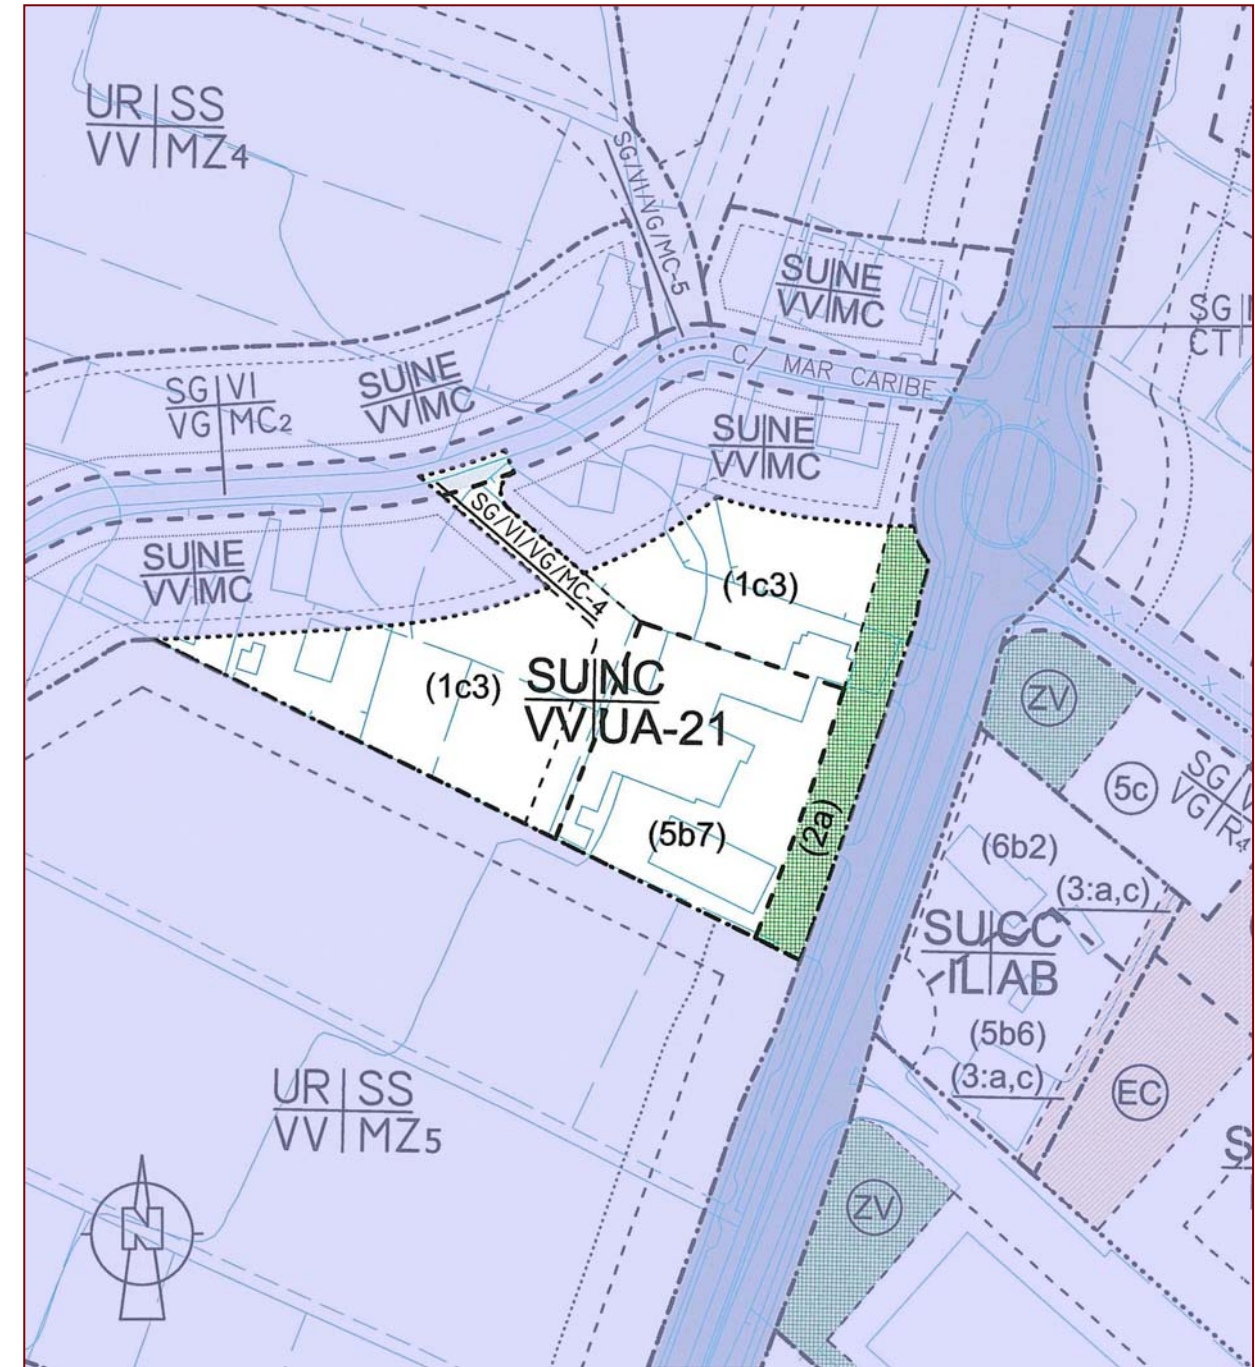 UR SS
VV MZ4
SG/VI/VG/MC-5
SU NE
VV MC
SG
CT
C/ MAR CARIBE
SG VI
VG MC2
SU NE
VV MC
SU NE
VV MC
SG/VI/VG/MC-4
SU NE
VV MC
(1c3)
(1c3)
SU NC
VV UA-21
(5b7)
(2a)
ZV
5c
SG
VG R4
(6b2)
(3:a,c)
SU CC
IL AB
(5b6)
(3:a,c)
EC
UR SS
VV MZ5
ZV
N